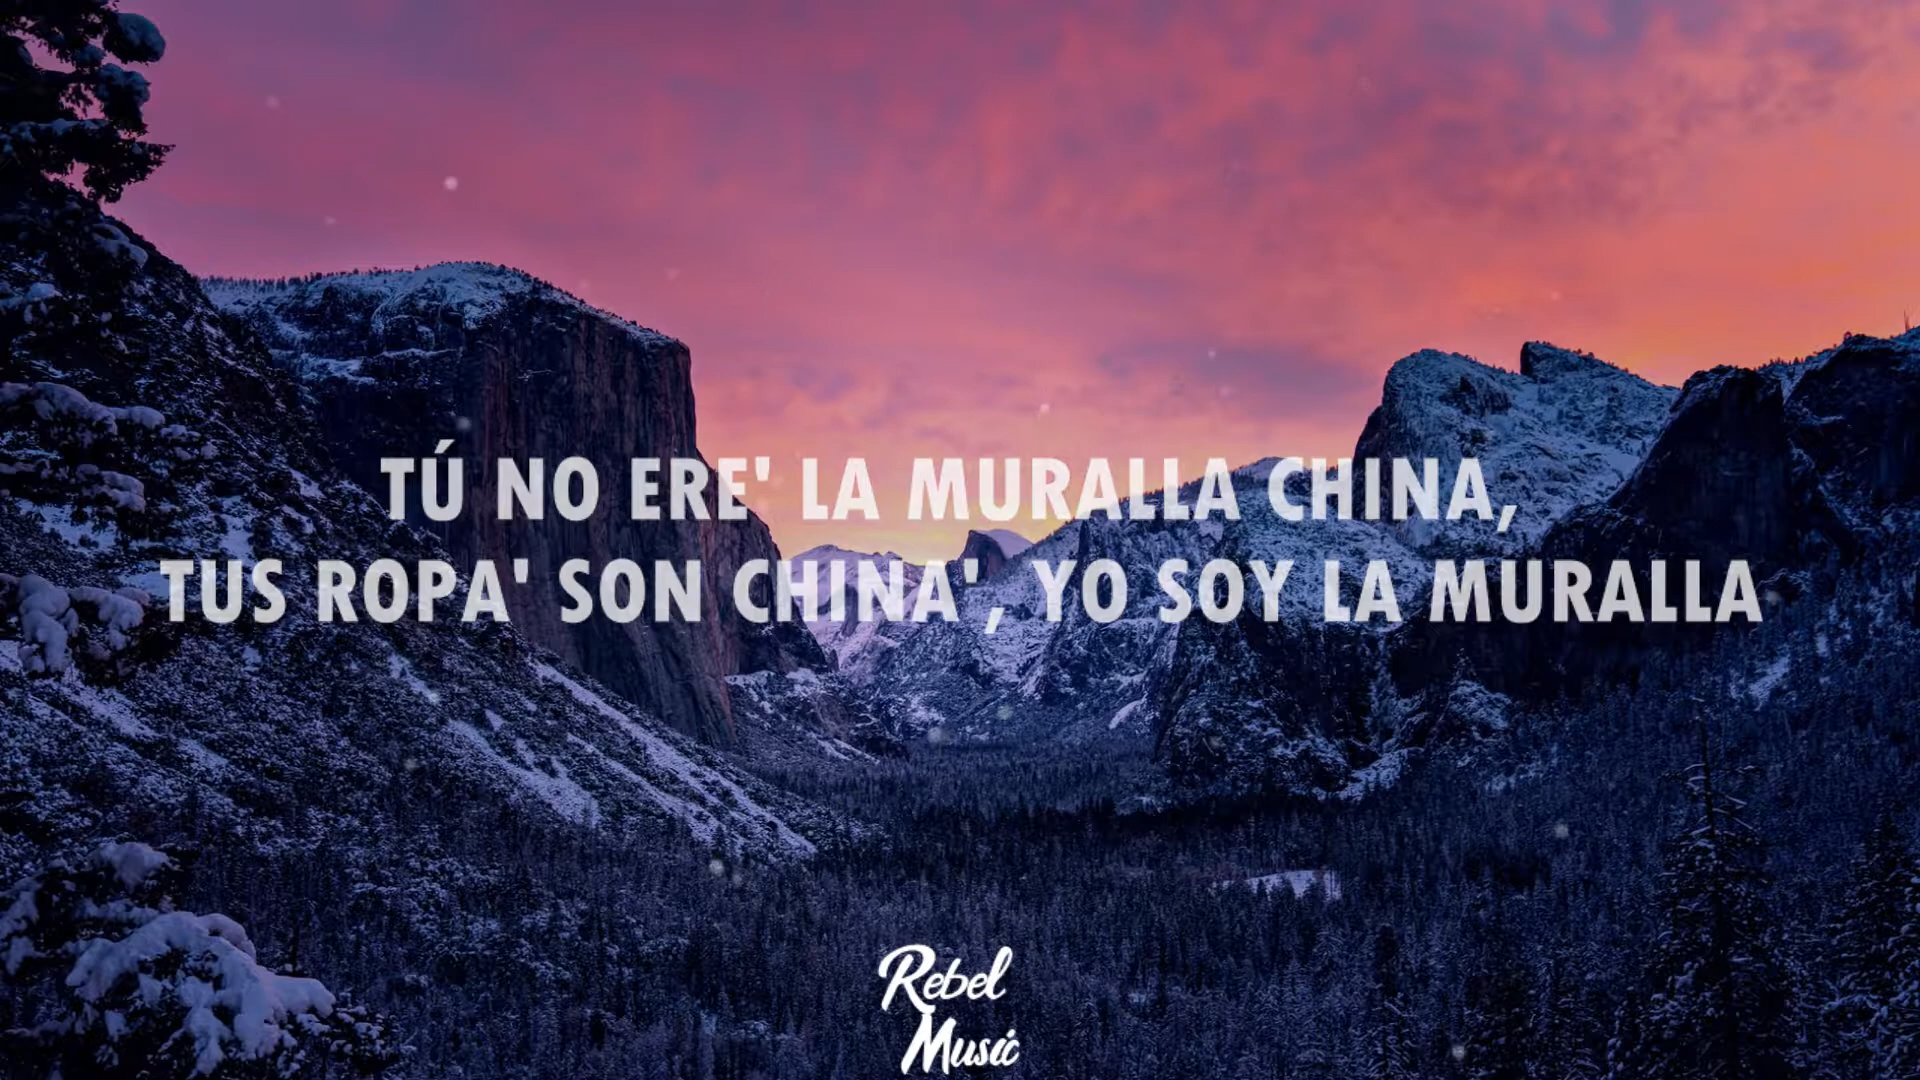 TÚ NO ERE' LA MURALLA CHINA,
TUS ROPA' SON CHINA', YO SOY LA MURALLA
Rebel
Music